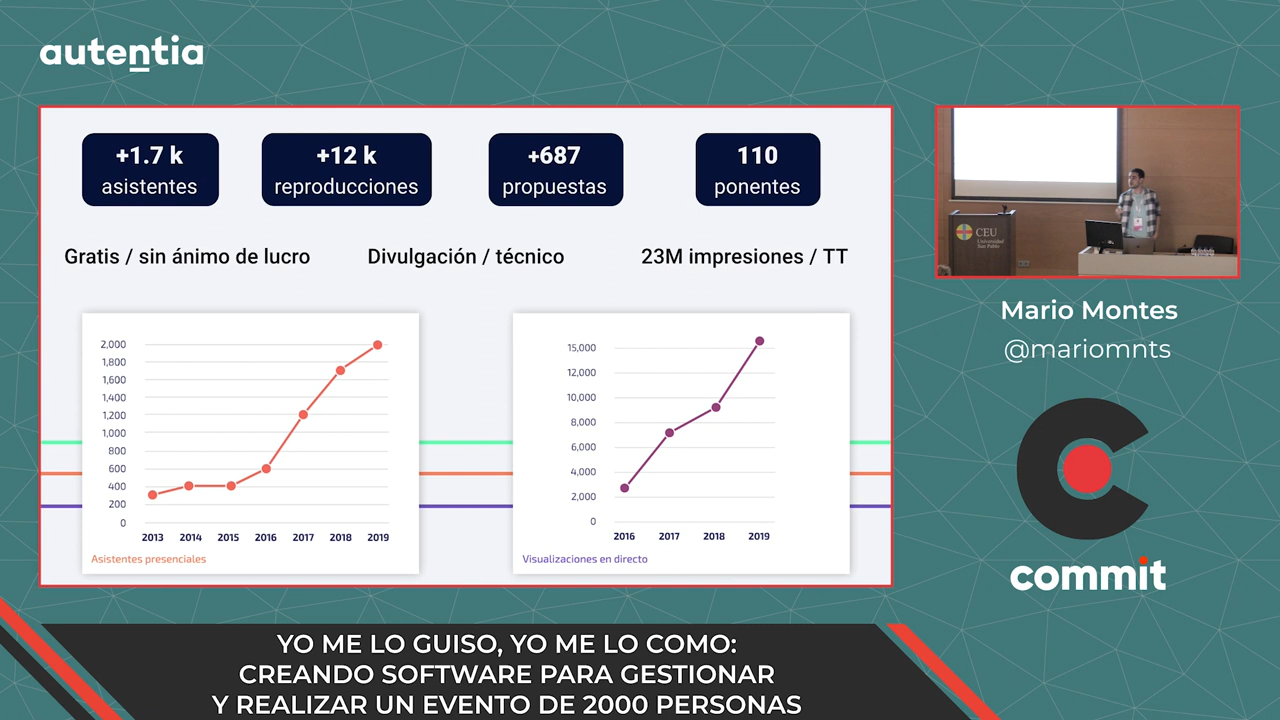 autentia
+1.7 k
asistentes
+12 k
reproducciones
+687
propuestas
110
ponentes
Gratis / sin ánimo de lucro
Divulgación / técnico
23M impresiones / TT
2,000
1,800
1,600
1,400
1,200
1,000
800
600
400
200
0
2013 2014 2015 2016 2017 2018 2019
Asistentes presenciales
15,000
12,000
10,000
8,000
6,000
4,000
2,000
0
2016 2017 2018 2019
Visualizaciones en directo
CEU
Universidad
San Pablo
Mario Montes
@mariomnts
commit
YO ME LO GUISO, YO ME LO COMO:
CREANDO SOFTWARE PARA GESTIONAR
Y REALIZAR UN EVENTO DE 2000 PERSONAS